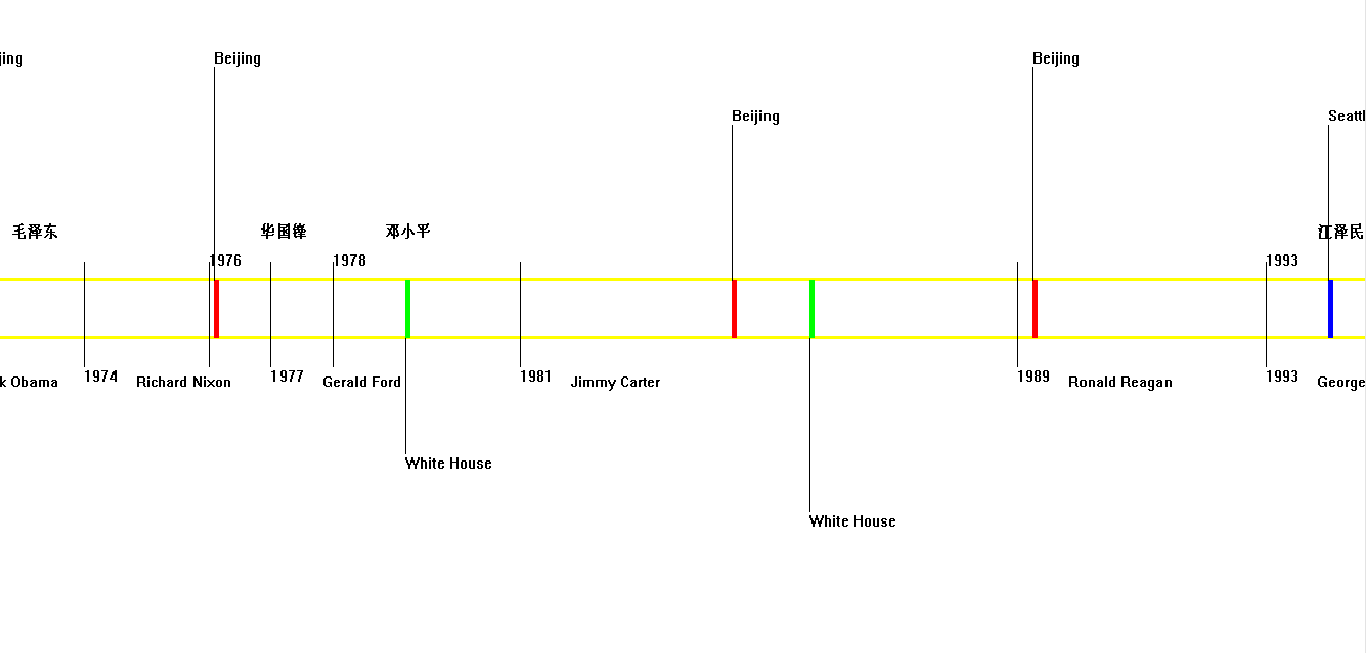 jing
Beijing
Beijing
Beijing
Seattl
毛泽东
华国锋
邓小平
江泽民
1976
1978
1993
1974
1977
1981
1989
1993
k Obama
Richard Nixon
Gerald Ford
Jimmy Carter
Ronald Reagan
George
White House
White House